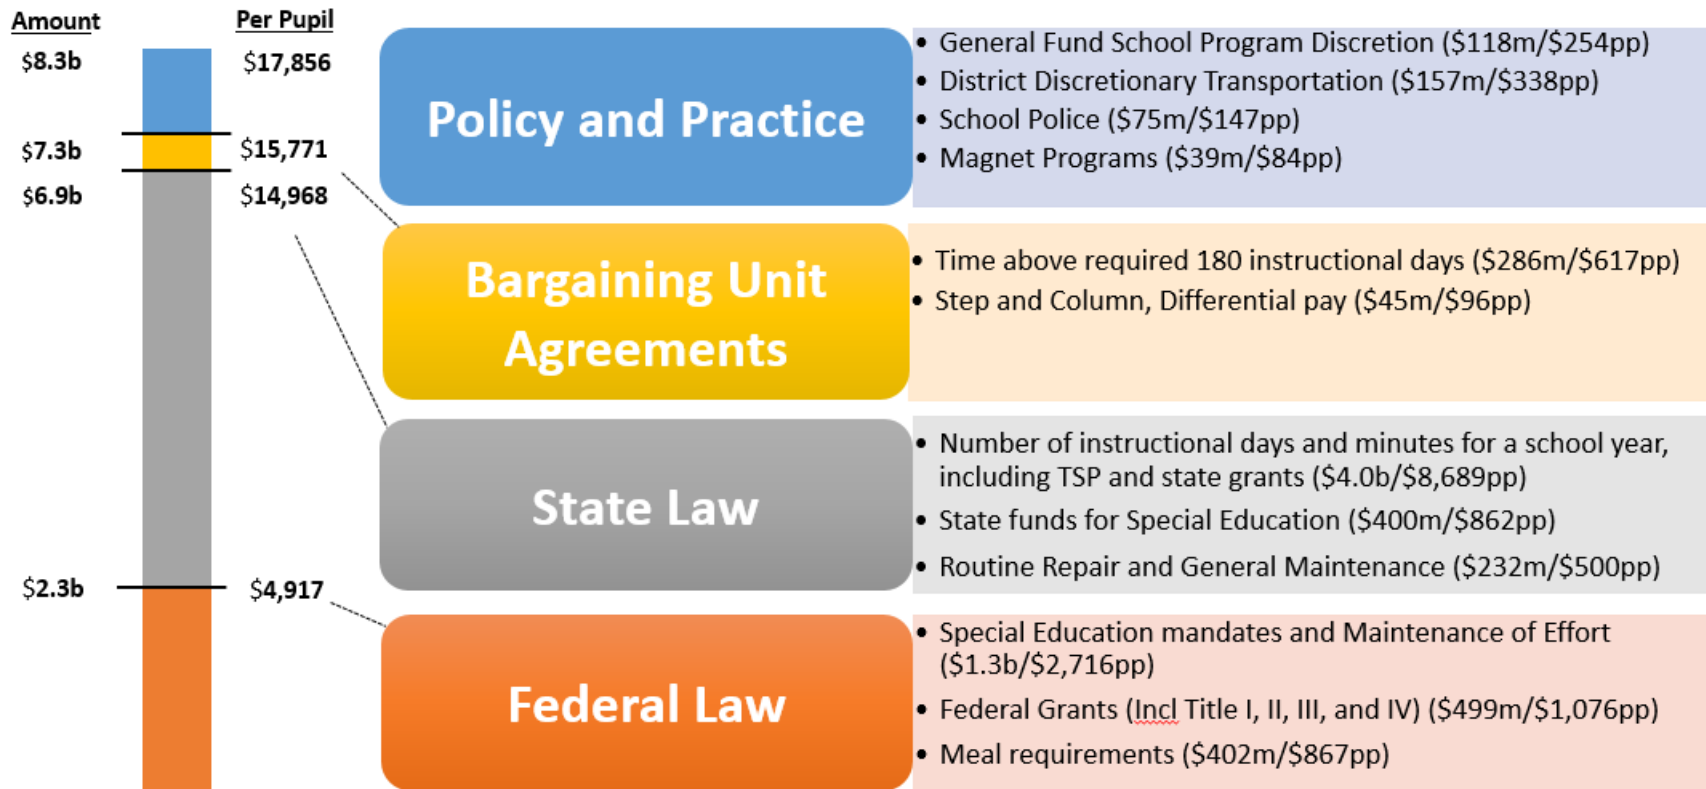 Amount
Per Pupil
$8.3b
$17,856
$7.3b
$15,771
$6.9b
$14,968
$2.3b
$4,917
Policy and Practice
• General Fund School Program Discretion ($118m/$254pp)
• District Discretionary Transportation ($157m/$338pp)
• School Police ($75m/$147pp)
• Magnet Programs ($39m/$84pp)
Bargaining Unit
Agreements
• Time above required 180 instructional days ($286m/$617pp)
• Step and Column, Differential pay ($45m/$96pp)
State Law
• Number of instructional days and minutes for a school year,
including TSP and state grants ($4.0b/$8,689pp)
• State funds for Special Education ($400m/$862pp)
• Routine Repair and General Maintenance ($232m/$500pp)
Federal Law
• Special Education mandates and Maintenance of Effort
($1.3b/$2,716pp)
• Federal Grants (Incl Title I, II, III, and IV) ($499m/$1,076pp)
• Meal requirements ($402m/$867pp)